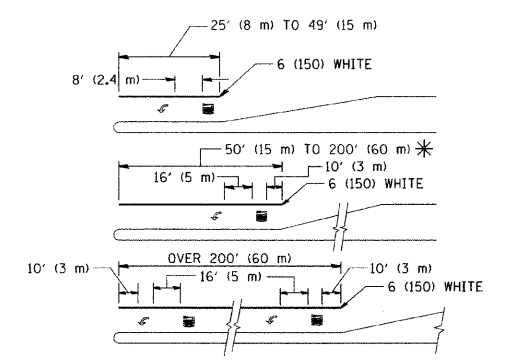 25' (8 m) TO 49' (15 m)
6 (150) WHITE
8' (2.4 m)
50' (15 m) TO 200' (60 m) *
10' (3 m)
16' (5 m)
6 (150) WHITE
OVER 200' (60 m)
10' (3 m)
10' (3 m)
16' (5 m)
6 (150) WHITE